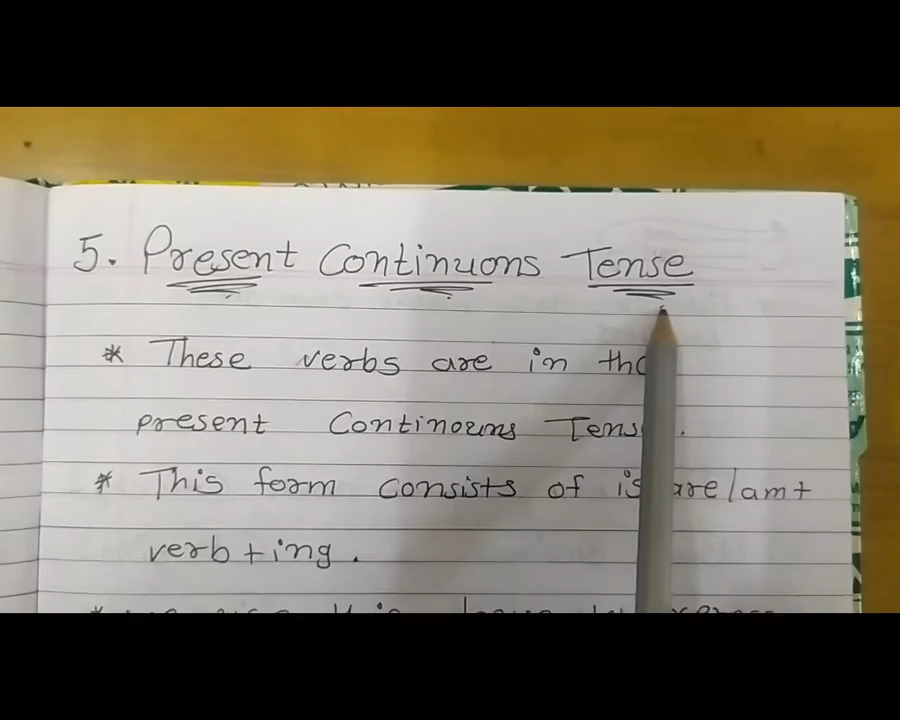 5. Present Continuons Tense
* These verbs are in the
present Continouns Tense.
* This form consists of is/are/am+
verb+ing.